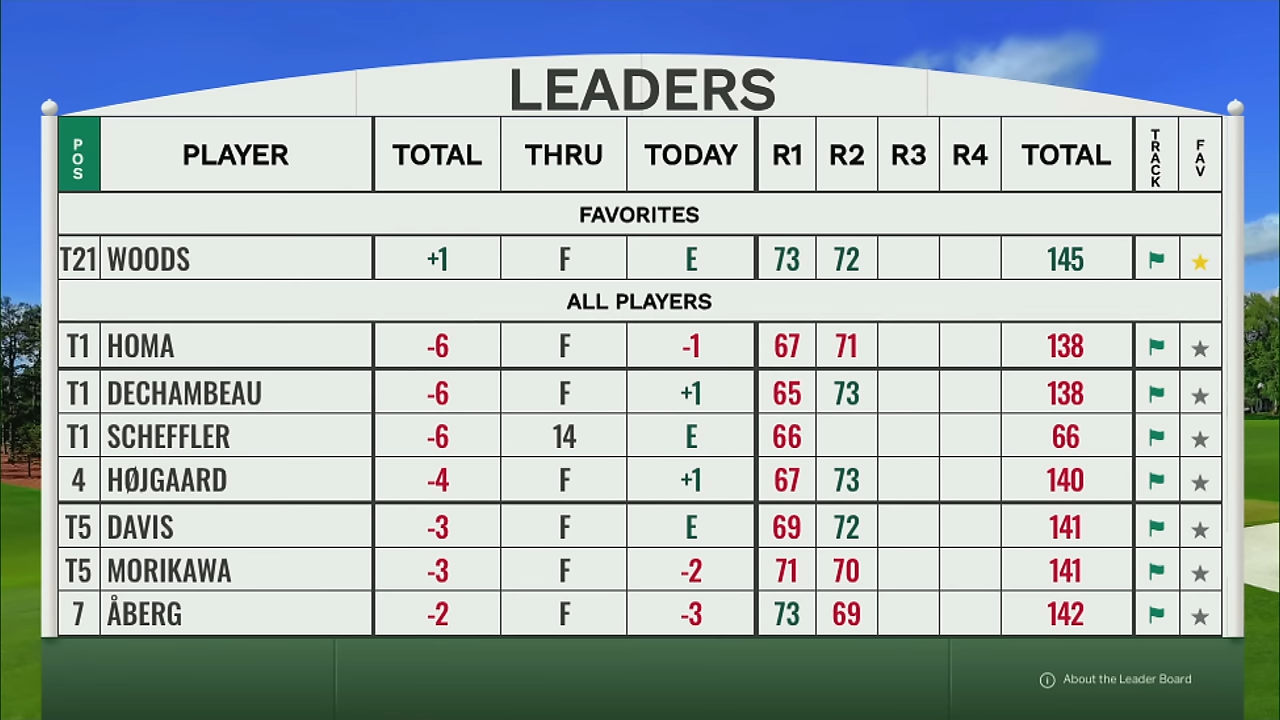 LEADERS
POS PLAYER TOTAL THRU TODAY R1 R2 R3 R4 TOTAL TRACK FAV
FAVORITES
T21 WOODS +1 F E 73 72 145
ALL PLAYERS
T1 HOMA -6 F -1 67 71 138
T1 DECHAMBEAU -6 F +1 65 73 138
T1 SCHEFFLER -6 14 E 66 66
4 HØJGAARD -4 F +1 67 73 140
T5 DAVIS -3 F E 69 72 141
T5 MORIKAWA -3 F -2 71 70 141
7 ÅBERG -2 F -3 73 69 142
i About the Leader Board